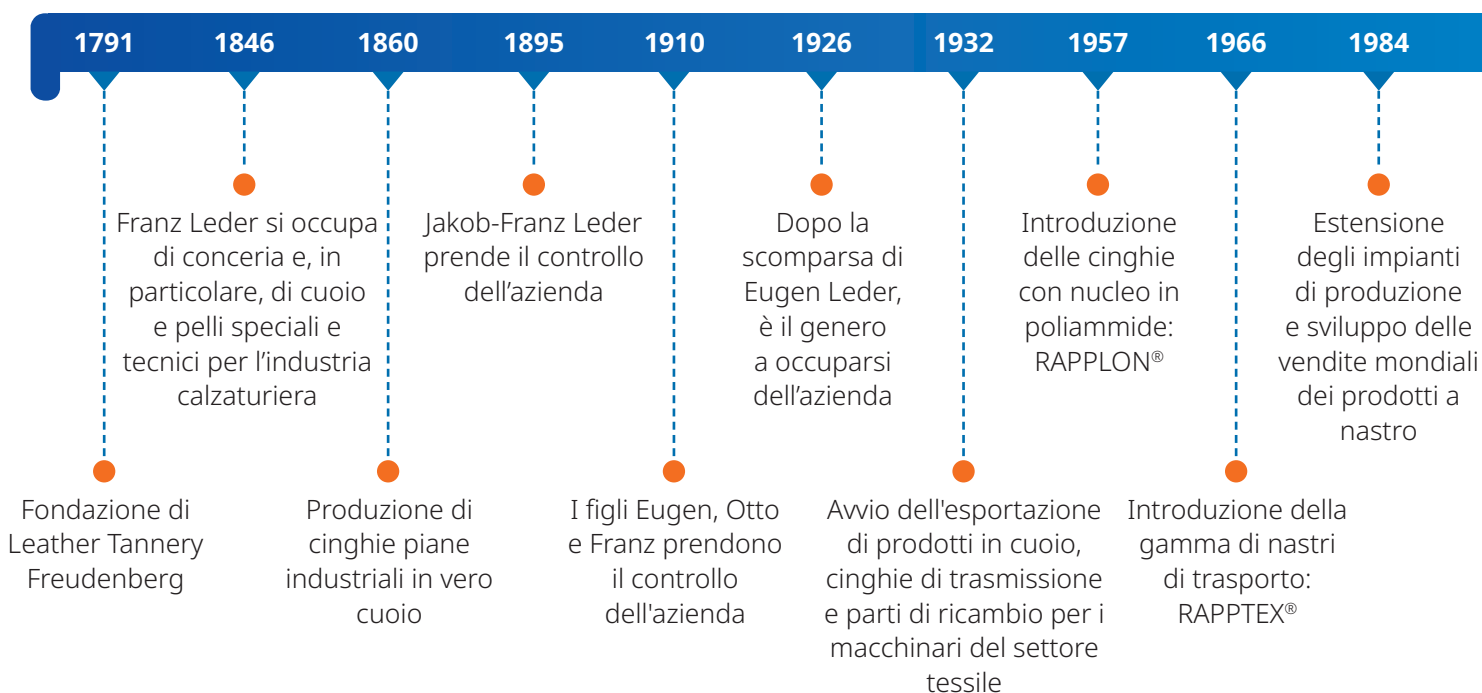 1791
1846
1860
1895
1910
1926
1932
1957
1966
1984
Franz Leder si occupa
di conceria e, in
particolare, di cuoio
e pelli speciali e
tecnici per l’industria
calzaturiera
Jakob-Franz Leder
prende il controllo
dell’azienda
Dopo la
scomparsa di
Eugen Leder,
è il genero
a occuparsi
dell’azienda
Introduzione
delle cinghie
con nucleo in
poliammide:
RAPPLON®
Estensione
degli impianti
di produzione
e sviluppo delle
vendite mondiali
dei prodotti a
nastro
Fondazione di
Leather Tannery
Freudenberg
Produzione di
cinghie piane
industriali in vero
cuoio
I figli Eugen, Otto
e Franz prendono
il controllo
dell'azienda
Avvio dell'esportazione
di prodotti in cuoio,
cinghie di trasmissione
e parti di ricambio per i
macchinari del settore
tessile
Introduzione della
gamma di nastri
di trasporto:
RAPPTEX®